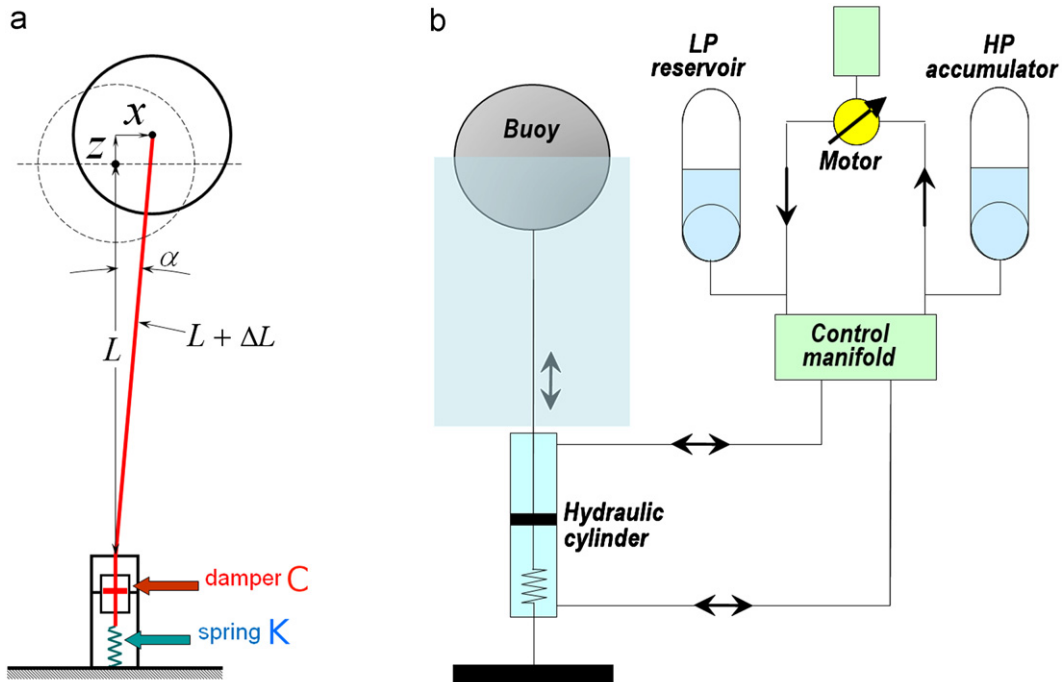 a
x
z
α
L + ΔL
L
damper C
spring K
b
LP
reservoir
HP
accumulator
Buoy
Motor
Control
manifold
Hydraulic
cylinder